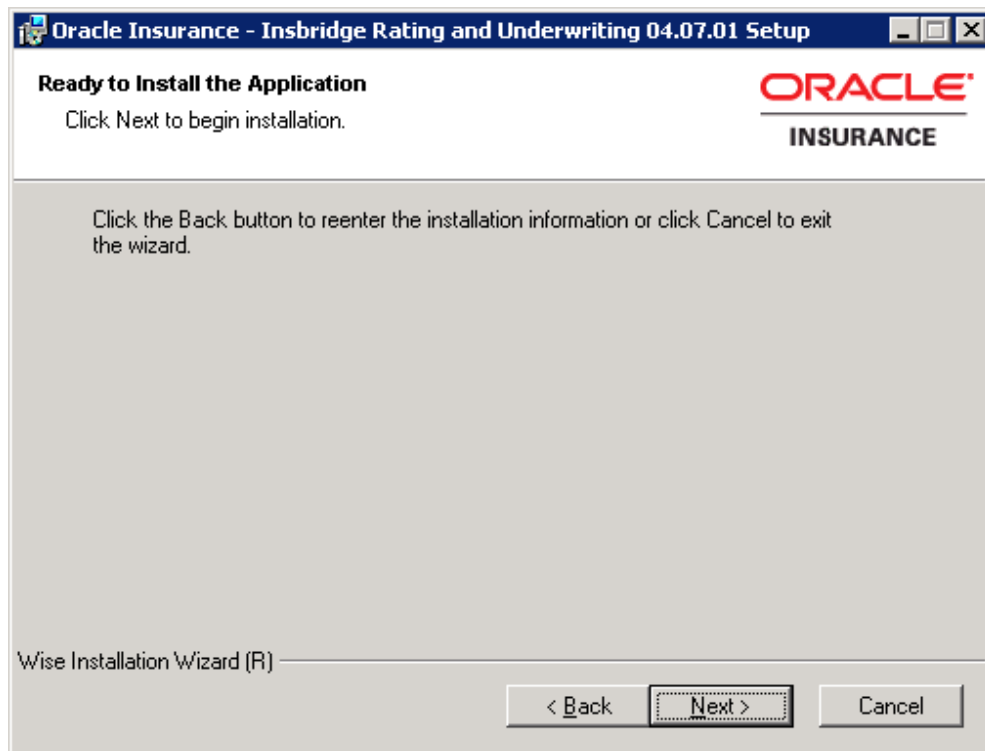 Oracle Insurance - Insbridge Rating and Underwriting 04.07.01 Setup
Ready to Install the Application
Click Next to begin installation.
ORACLE
INSURANCE
Click the Back button to reenter the installation information or click Cancel to exit
the wizard.
Wise Installation Wizard (R)
< Back
Next >
Cancel